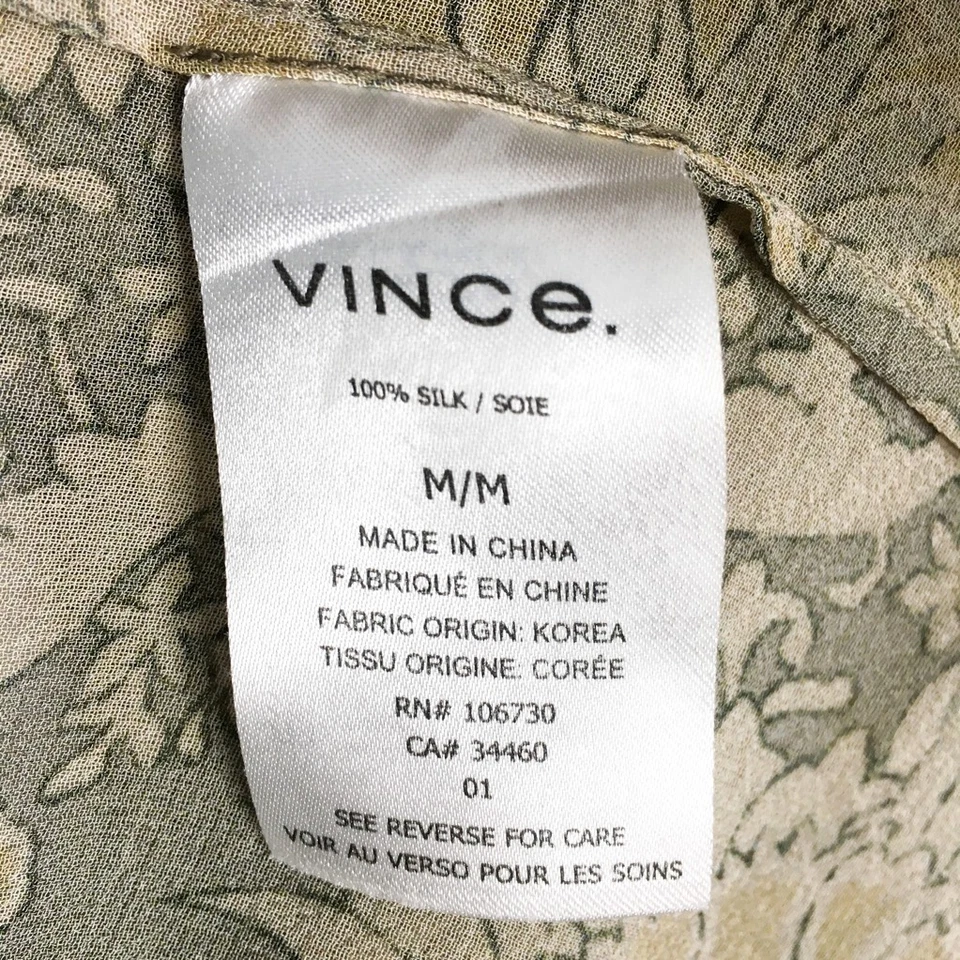 VINCe.
100% SILK / SOIE
M/M
MADE IN CHINA
FABRIQUÉ EN CHINE
FABRIC ORIGIN: KOREA
TISSU ORIGINE: CORÉE
RN# 106730
CA# 34460
01
SEE REVERSE FOR CARE
VOIR AU VERSO POUR LES SOINS